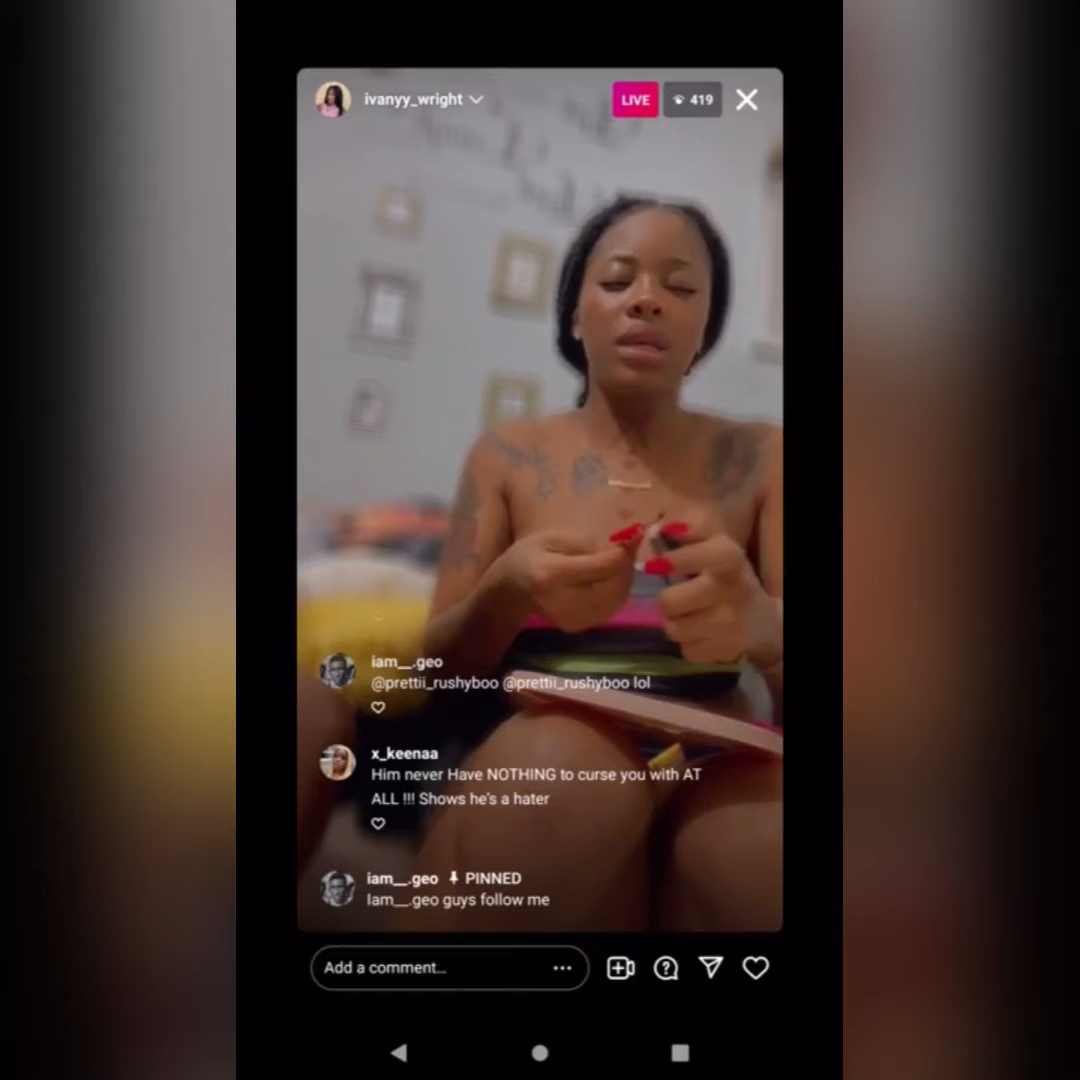 ivanyy_wright
LIVE
419
iam__.geo
@prettii_rushyboo @prettii_rushyboo lol
x_keenaa
Him never Have NOTHING to curse you with AT
ALL !!! Shows he's a hater
iam__.geo PINNED
Iam__.geo guys follow me
Add a comment...